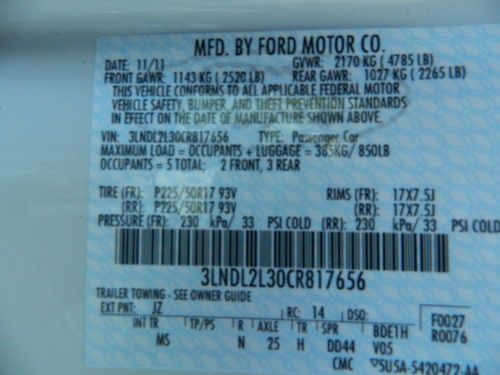 MFD. BY FORD MOTOR CO.
DATE: 11/11 GVWR: 2170 KG ( 4785 LB)
FRONT GAWR: 1143 KG ( 2520 LB) REAR GAWR: 1027 KG ( 2265 LB)
THIS VEHICLE CONFORMS TO ALL APPLICABLE FEDERAL MOTOR
VEHICLE SAFETY, BUMPER, AND THEFT PREVENTION STANDARDS
IN EFFECT ON THE DATE OF MANUFACTURE SHOWN ABOVE.
VIN: 3LNDL2L30CR817656 TYPE: Passenger Car
MAXIMUM LOAD = OCCUPANTS + LUGGAGE = 385KG/ 850LB
OCCUPANTS = 5 TOTAL: 2 FRONT, 3 REAR
TIRE (FR): P225/50R17 93V RIMS (FR): 17X7.5J
(RR): P225/50R17 93V (RR): 17X7.5J
PRESSURE (FR): 230 kPa/ 33 PSI COLD (RR): 230 kPa/ 33 PSI COLD
3LNDL2L30CR817656
TRAILER TOWING - SEE OWNER GUIDE
EXT PNT: JZ RC: 14 DSO: F0027
INT TR TP/PS R AXLE TR SPR BDE1H R0076
MS N 25 H DD44 V05
CMC 5U5A-5420472-AA